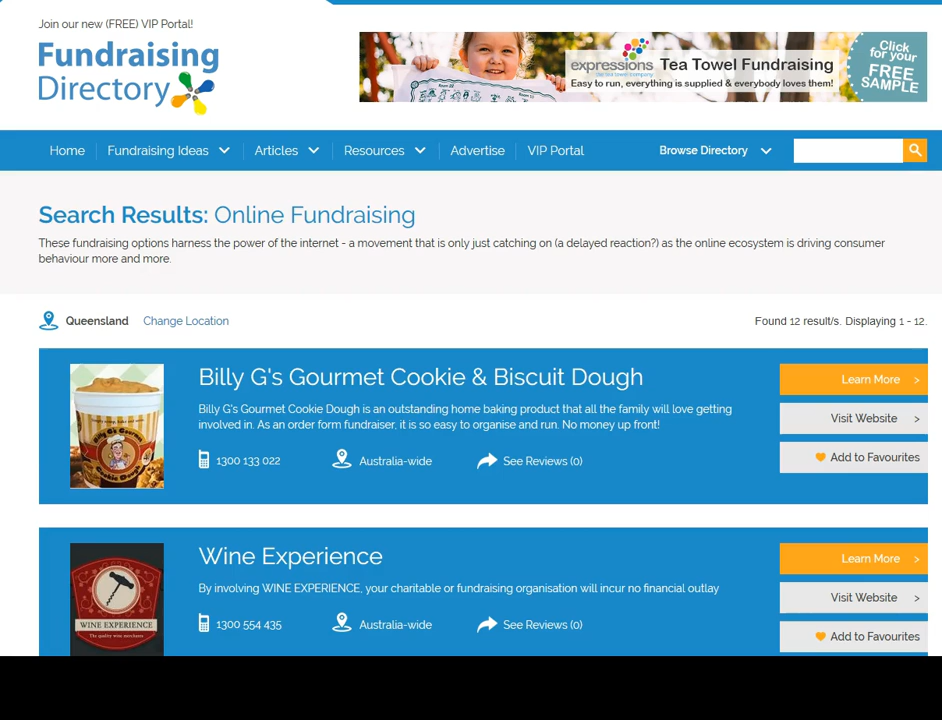 Join our new (FREE) VIP Portal!
Fundraising
Directory
expressions
Tea Towel Fundraising
Easy to run, everything is supplied & everybody loves them!
Click
for your
FREE
SAMPLE
Home
Fundraising Ideas
Articles
Resources
Advertise
VIP Portal
Browse Directory
Search Results: Online Fundraising
These fundraising options harness the power of the internet - a movement that is only just catching on (a delayed reaction?) as the online ecosystem is driving consumer
behaviour more and more.
Queensland Change Location
Found 12 result/s. Displaying 1 - 12.
Billy G's Gourmet Cookie & Biscuit Dough
Billy G's Gourmet Cookie Dough is an outstanding home baking product that all the family will love getting
involved in. As an order form fundraiser, it is so easy to organise and run. No money up front!
1300 133 022
Australia-wide
See Reviews (0)
Learn More >
Visit Website >
Add to Favourites
Billy G's Gourmet
Cookie Dough
Wine Experience
By involving WINE EXPERIENCE, your charitable or fundraising organisation will incur no financial outlay
1300 554 435
Australia-wide
See Reviews (0)
Learn More >
Visit Website >
Add to Favourites
WINE EXPERIENCE
The quality wine merchants